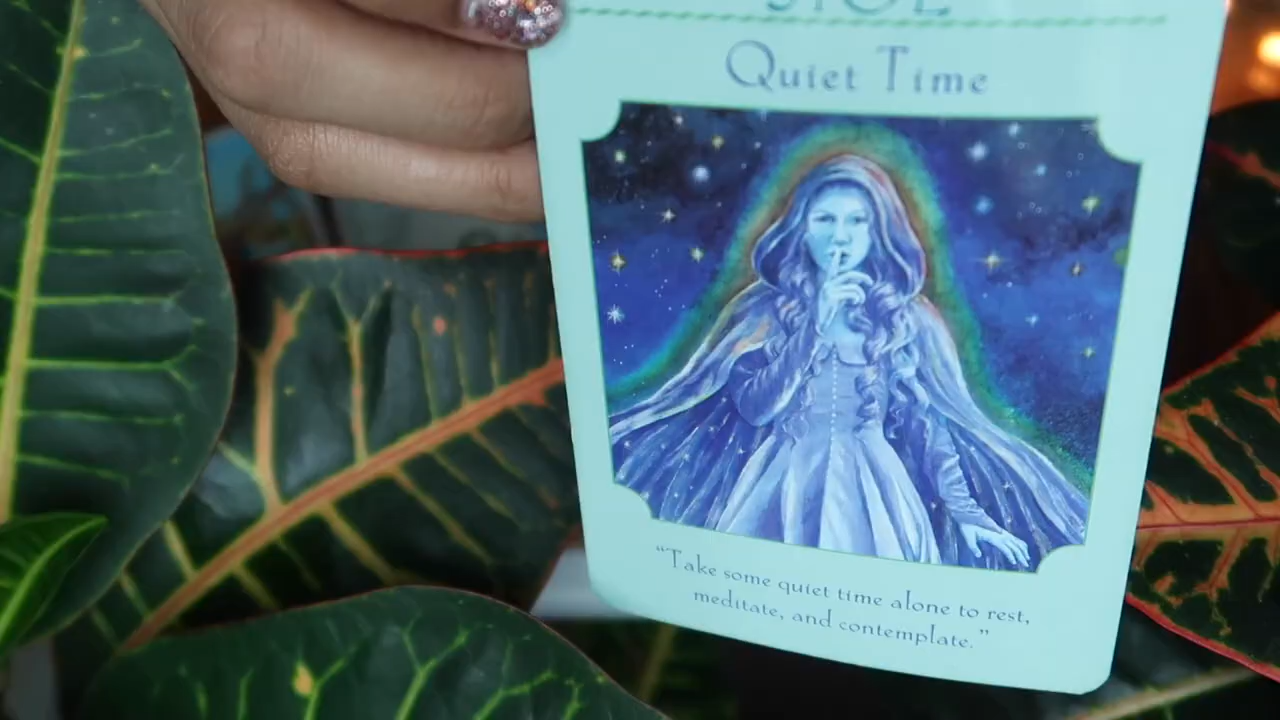 Quiet Time
“Take some quiet time alone to rest,
meditate, and contemplate.”